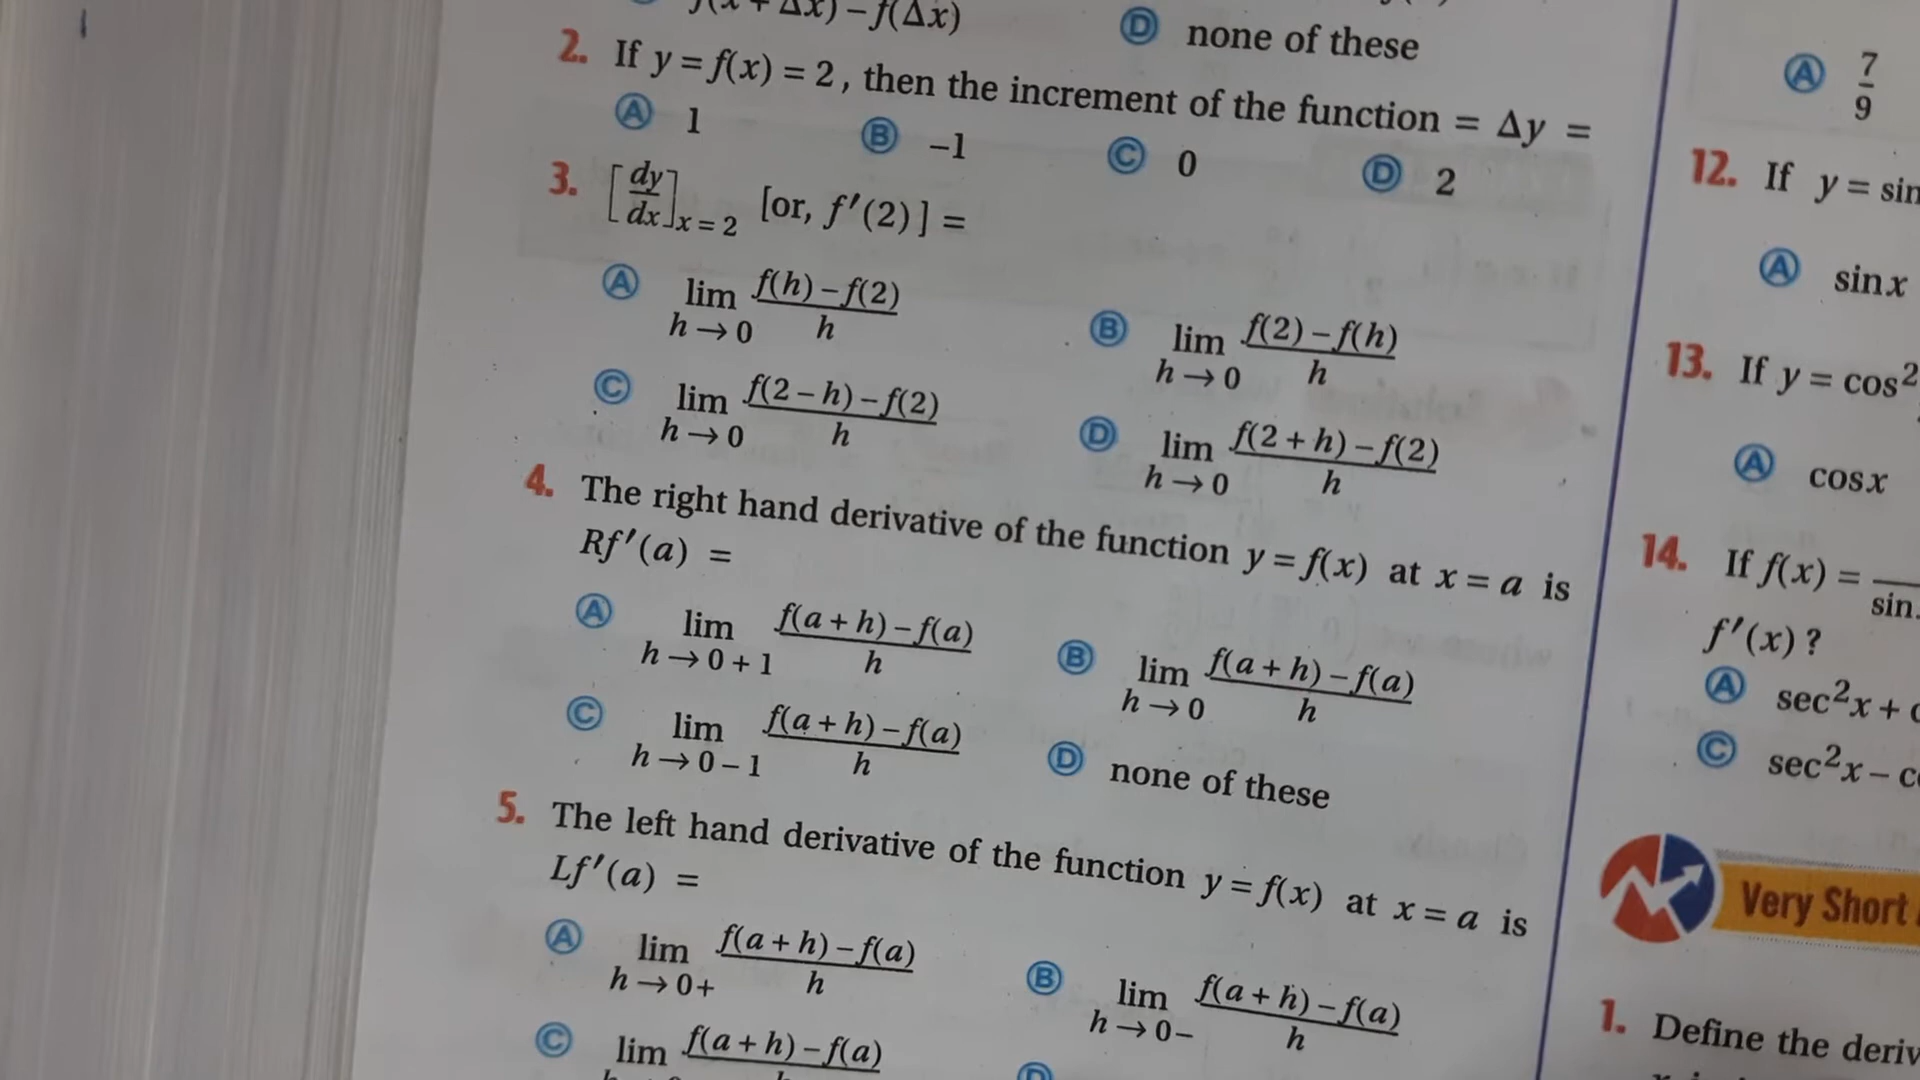 f(x + Δx) – f(Δx)
D none of these
2. If y = f(x) = 2, then the increment of the function = Δy =
A 1 B –1 C 0 D 2
3. [dy/dx]x = 2 [or, f′(2)] =
A lim h→0 f(h) – f(2) / h
B lim h→0 f(2) – f(h) / h
C lim h→0 f(2 – h) – f(2) / h
D lim h→0 f(2 + h) – f(2) / h
4. The right hand derivative of the function y = f(x) at x = a is
Rf′(a) =
A lim h→0+1 f(a + h) – f(a) / h
B lim h→0 f(a + h) – f(a) / h
C lim h→0–1 f(a + h) – f(a) / h
D none of these
5. The left hand derivative of the function y = f(x) at x = a is
Lf′(a) =
A lim h→0+ f(a + h) – f(a) / h
B lim h→0– f(a + h) – f(a) / h
C lim f(a + h) – f(a)
D
A 7/9
12. If y = sin
A sin x
13. If y = cos²
A cos x
14. If f(x) = sin
f′(x) ?
A sec²x +
C sec²x – c
Very Short
1. Define the deriv